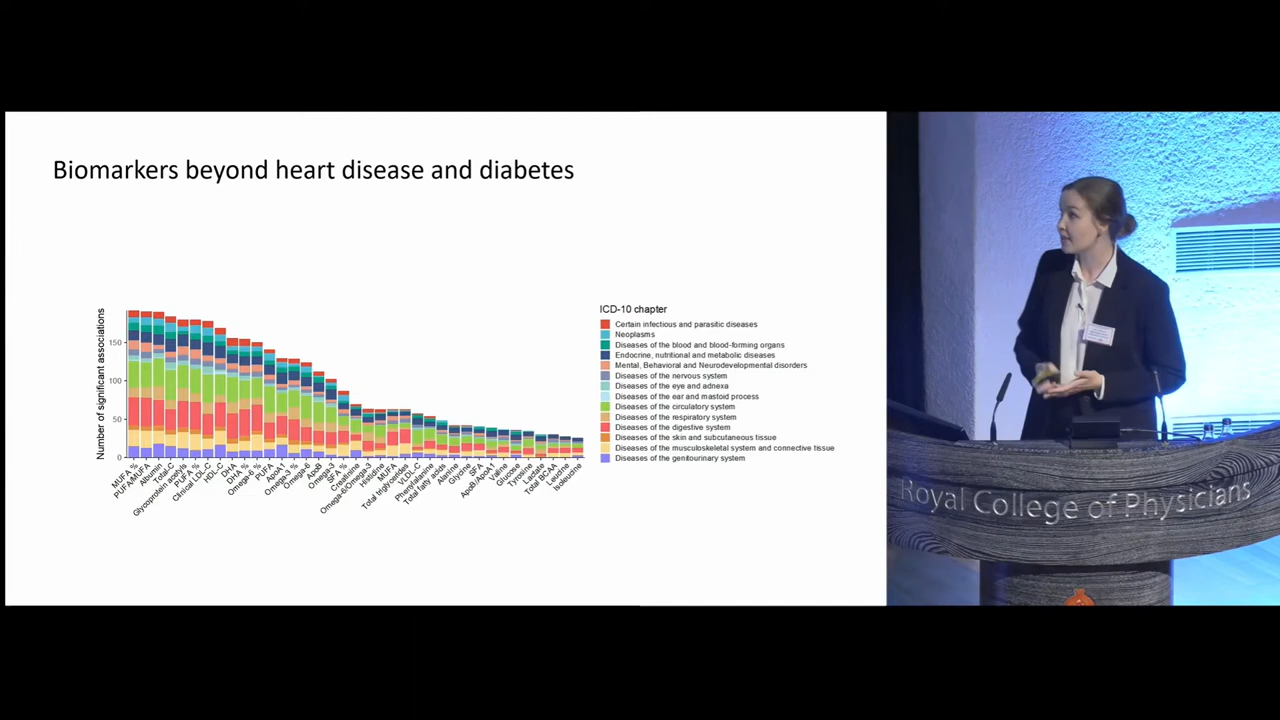 Biomarkers beyond heart disease and diabetes
Number of significant associations
150
100
50
0
MUFA %
PUFA/MUFA
Albumin
Total-C
Glycoprotein acetyls
PUFA %
Clinical LDL-C
HDL-C
DHA
DHA %
Omega-6 %
PUFA
ApoA1
Omega-3 %
Omega-6
ApoB
Omega-3
SFA %
Creatinine
Omega-6/Omega-3
Histidine
MUFA
Total triglycerides
VLDL-C
Phenylalanine
Total fatty acids
Alanine
Glycine
SFA
ApoB/ApoA1
Valine
Glucose
Tyrosine
Lactate
Total BCAA
Leucine
Isoleucine
ICD-10 chapter
Certain infectious and parasitic diseases
Neoplasms
Diseases of the blood and blood-forming organs
Endocrine, nutritional and metabolic diseases
Mental, Behavioral and Neurodevelopmental disorders
Diseases of the nervous system
Diseases of the eye and adnexa
Diseases of the ear and mastoid process
Diseases of the circulatory system
Diseases of the respiratory system
Diseases of the digestive system
Diseases of the skin and subcutaneous tissue
Diseases of the musculoskeletal system and connective tissue
Diseases of the genitourinary system
Royal College of Physicians